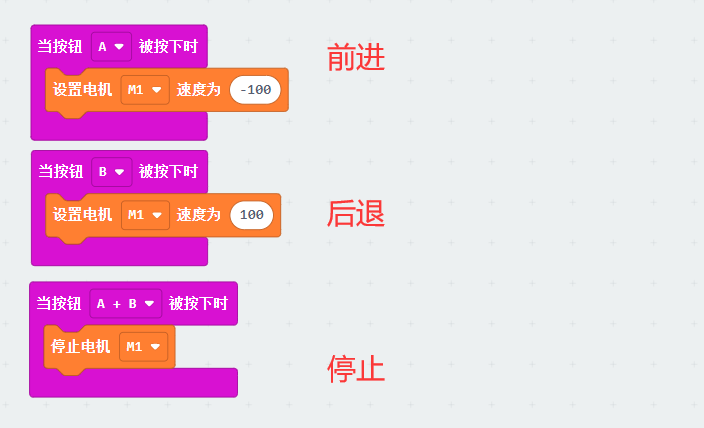 当按钮 A 被按下时
前进
设置电机 M1 速度为 -100
当按钮 B 被按下时
设置电机 M1 速度为 100
后退
当按钮 A + B 被按下时
停止电机 M1
停止